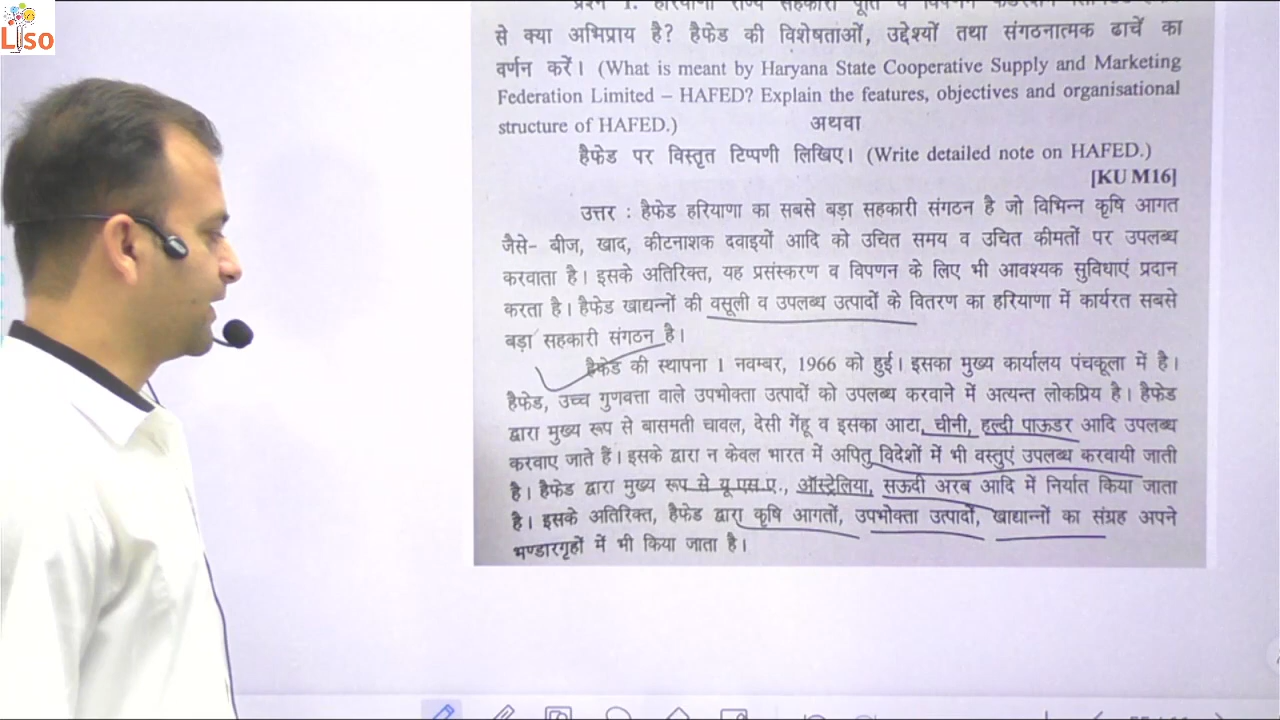 Liso
प्रश्न 1. हरियाणा राज्य सहकारी पूर्ति व विपणन
से क्या अभिप्राय है? हैफेड की विशेषताओं, उद्देश्यों तथा संगठनात्मक ढाचें का
वर्णन करें। (What is meant by Haryana State Cooperative Supply and Marketing
Federation Limited – HAFED? Explain the features, objectives and organisational
structure of HAFED.) अथवा
हैफेड पर विस्तृत टिप्पणी लिखिए। (Write detailed note on HAFED.)
[KU M16]
उत्तर : हैफेड हरियाणा का सबसे बड़ा सहकारी संगठन है जो विभिन्न कृषि आगत
जैसे- बीज, खाद, कीटनाशक दवाइयों आदि को उचित समय व उचित कीमतों पर उपलब्ध
करवाता है। इसके अतिरिक्त, यह प्रसंस्करण व विपणन के लिए भी आवश्यक सुविधाएं प्रदान
करता है। हैफेड खाद्यन्नों की वसूली व उपलब्ध उत्पादों के वितरण का हरियाणा में कार्यरत सबसे
बड़ा सहकारी संगठन है।
हैफेड की स्थापना 1 नवम्बर, 1966 को हुई। इसका मुख्य कार्यालय पंचकूला में है।
हैफेड, उच्च गुणवत्ता वाले उपभोक्ता उत्पादों को उपलब्ध करवाने में अत्यन्त लोकप्रिय है। हैफेड
द्वारा मुख्य रूप से बासमती चावल, देसी गेंहू व इसका आटा, चीनी, हल्दी पाऊडर आदि उपलब्ध
करवाए जाते हैं। इसके द्वारा न केवल भारत में अपितु विदेशों में भी वस्तुएं उपलब्ध करवायी जाती
है। हैफेड द्वारा मुख्य रूप से यू.एस.ए., ऑस्ट्रेलिया, सऊदी अरब आदि में निर्यात किया जाता
है। इसके अतिरिक्त, हैफेड द्वारा कृषि आगतों, उपभोक्ता उत्पादों, खाद्यान्नों का संग्रह अपने
भण्डारगृहों में भी किया जाता है।